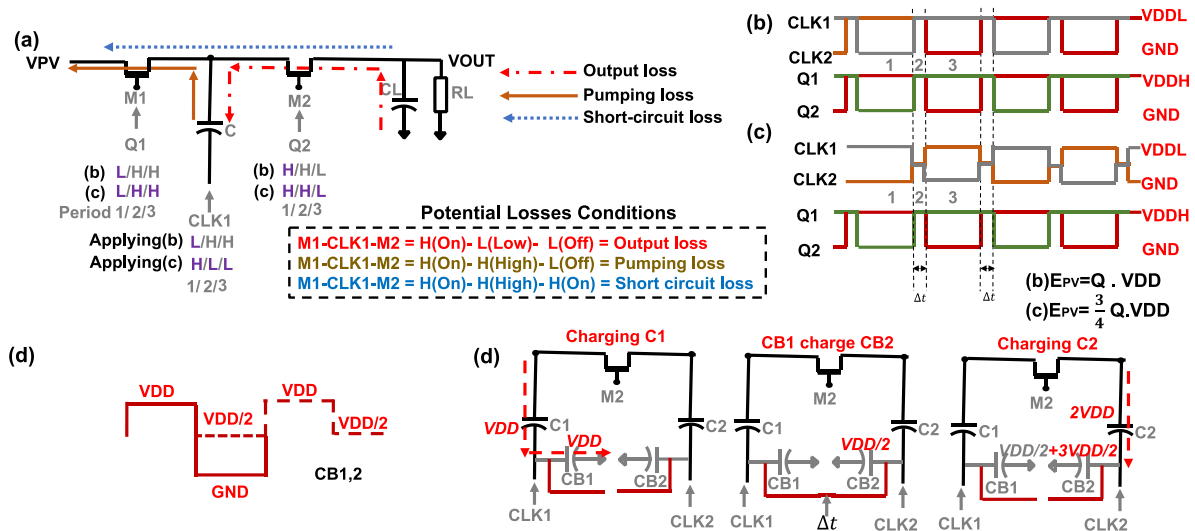 (a)
VPV
VOUT
M1
M2
C
CL
RL
Q1
Q2
Output loss
Pumping loss
Short-circuit loss
(b) L/H/H
(c) L/H/H
Period 1/2/3
(b) H/H/L
(c) H/H/L
1/2/3
CLK1
Applying(b) L/H/H
Applying(c) H/L/L
1/2/3
Potential Losses Conditions
M1-CLK1-M2 = H(On)- L(Low)- L(Off) = Output loss
M1-CLK1-M2 = H(On)- H(High)- L(Off) = Pumping loss
M1-CLK1-M2 = H(On)- H(High)- H(On) = Short circuit loss
(b)
CLK1
VDDL
CLK2
GND
1 2 3
Q1
VDDH
Q2
GND
(c)
CLK1
VDDL
CLK2
GND
1 2 3
Q1
VDDH
Q2
GND
Δt
Δt
(b)EPV=Q . VDD
(c)EPV= 3/4 Q.VDD
(d)
VDD
VDD
VDD/2
VDD/2
GND
CB1,2
(d)
Charging C1
M2
C1
C2
VDD
VDD
CB1
CB2
CLK1
CLK2
CB1 charge CB2
M2
C1
C2
VDD/2
CB1
CB2
CLK1
Δt
CLK2
Charging C2
M2
2VDD
C1
C2
VDD/2+3VDD/2
CB1
CB2
CLK1
CLK2